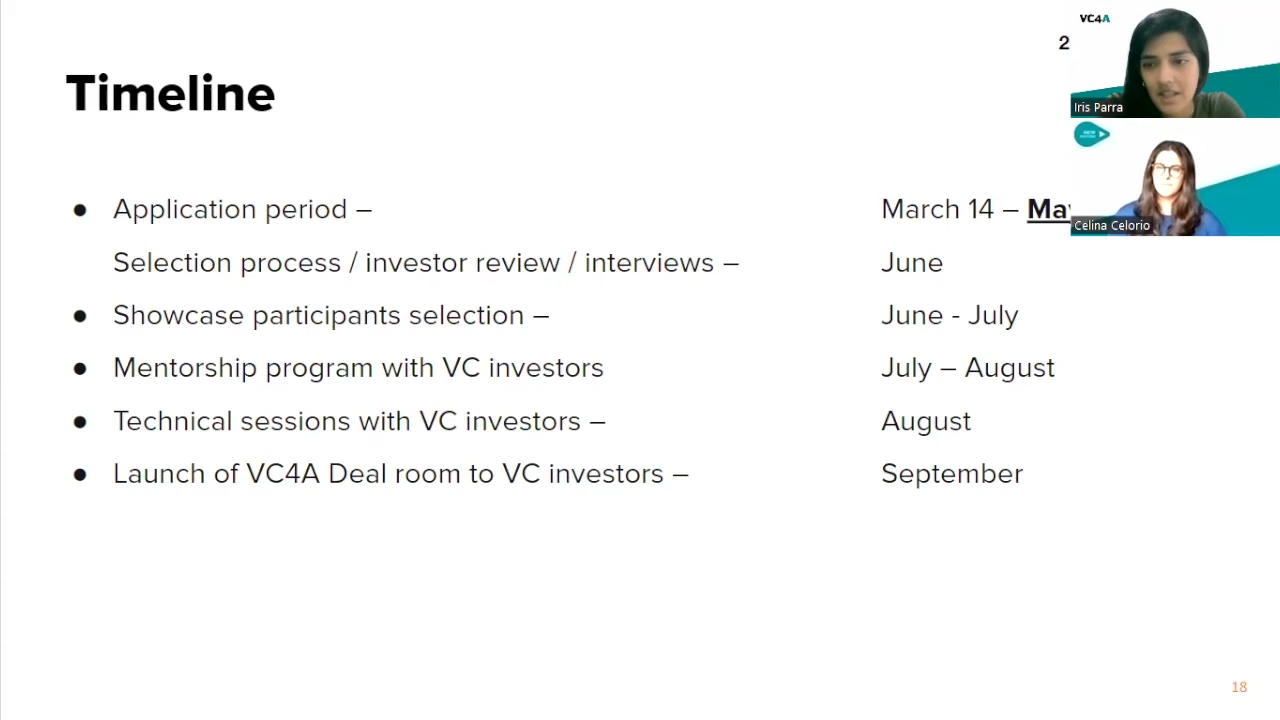 VC4A
2
Iris Parra
Timeline
Celina Celorio
● Application period – March 14 –
Selection process / investor review / interviews – June
● Showcase participants selection – June - July
● Mentorship program with VC investors July – August
● Technical sessions with VC investors – August
● Launch of VC4A Deal room to VC investors – September
18